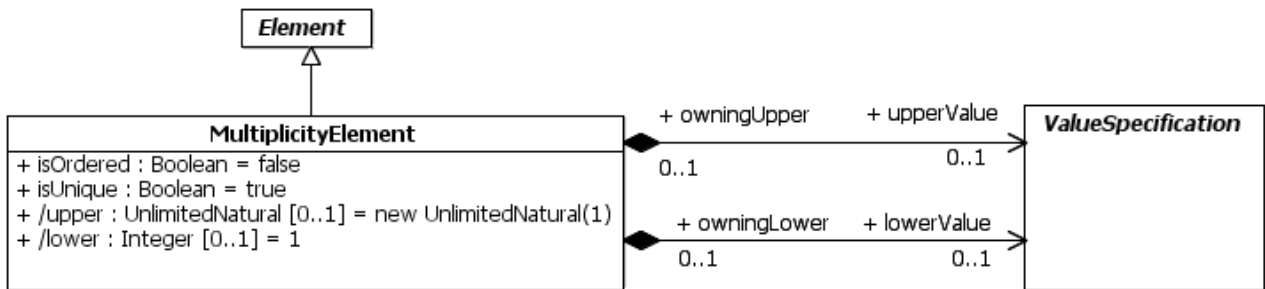 Element
MultiplicityElement
+ isOrdered : Boolean = false
+ isUnique : Boolean = true
+ /upper : UnlimitedNatural [0..1] = new UnlimitedNatural(1)
+ /lower : Integer [0..1] = 1
+ owningUpper
+ upperValue
0..1
0..1
+ owningLower
+ lowerValue
0..1
0..1
ValueSpecification